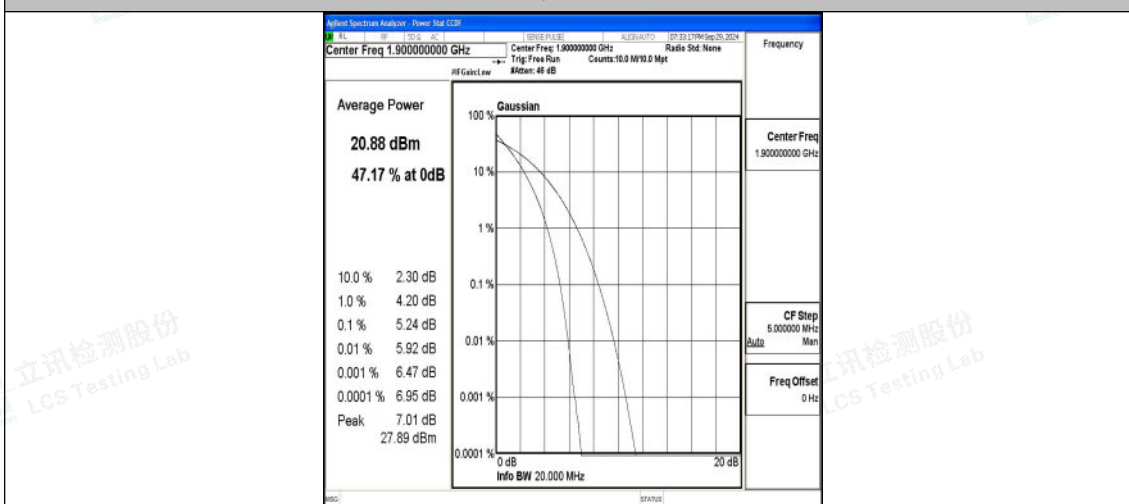 Agilent Spectrum Analyzer - Power Stat CCDF
RL RF 50 Ω AC SENSE:PULSE ALIGNAUTO 07:33:17PM Sep 29, 2024
Center Freq 1.900000000 GHz
Center Freq: 1.900000000 GHz Radio Std: None
Trig: Free Run Counts:10.0 M/10.0 Mpt
#IFGain:Low #Atten: 46 dB
Frequency
Average Power
20.88 dBm
47.17 % at 0dB
10.0 % 2.30 dB
1.0 % 4.20 dB
0.1 % 5.24 dB
0.01 % 5.92 dB
0.001 % 6.47 dB
0.0001 % 6.95 dB
Peak 7.01 dB
27.89 dBm
Gaussian
100 %
10 %
1 %
0.1 %
0.01 %
0.001 %
0.0001 %
0 dB 20 dB
Info BW 20.000 MHz
Center Freq
1.900000000 GHz
CF Step
5.000000 MHz
Auto Man
Freq Offset
0 Hz
MSG STATUS
立讯检测股份
LCS Testing Lab
立讯检测股份
LCS Testing Lab